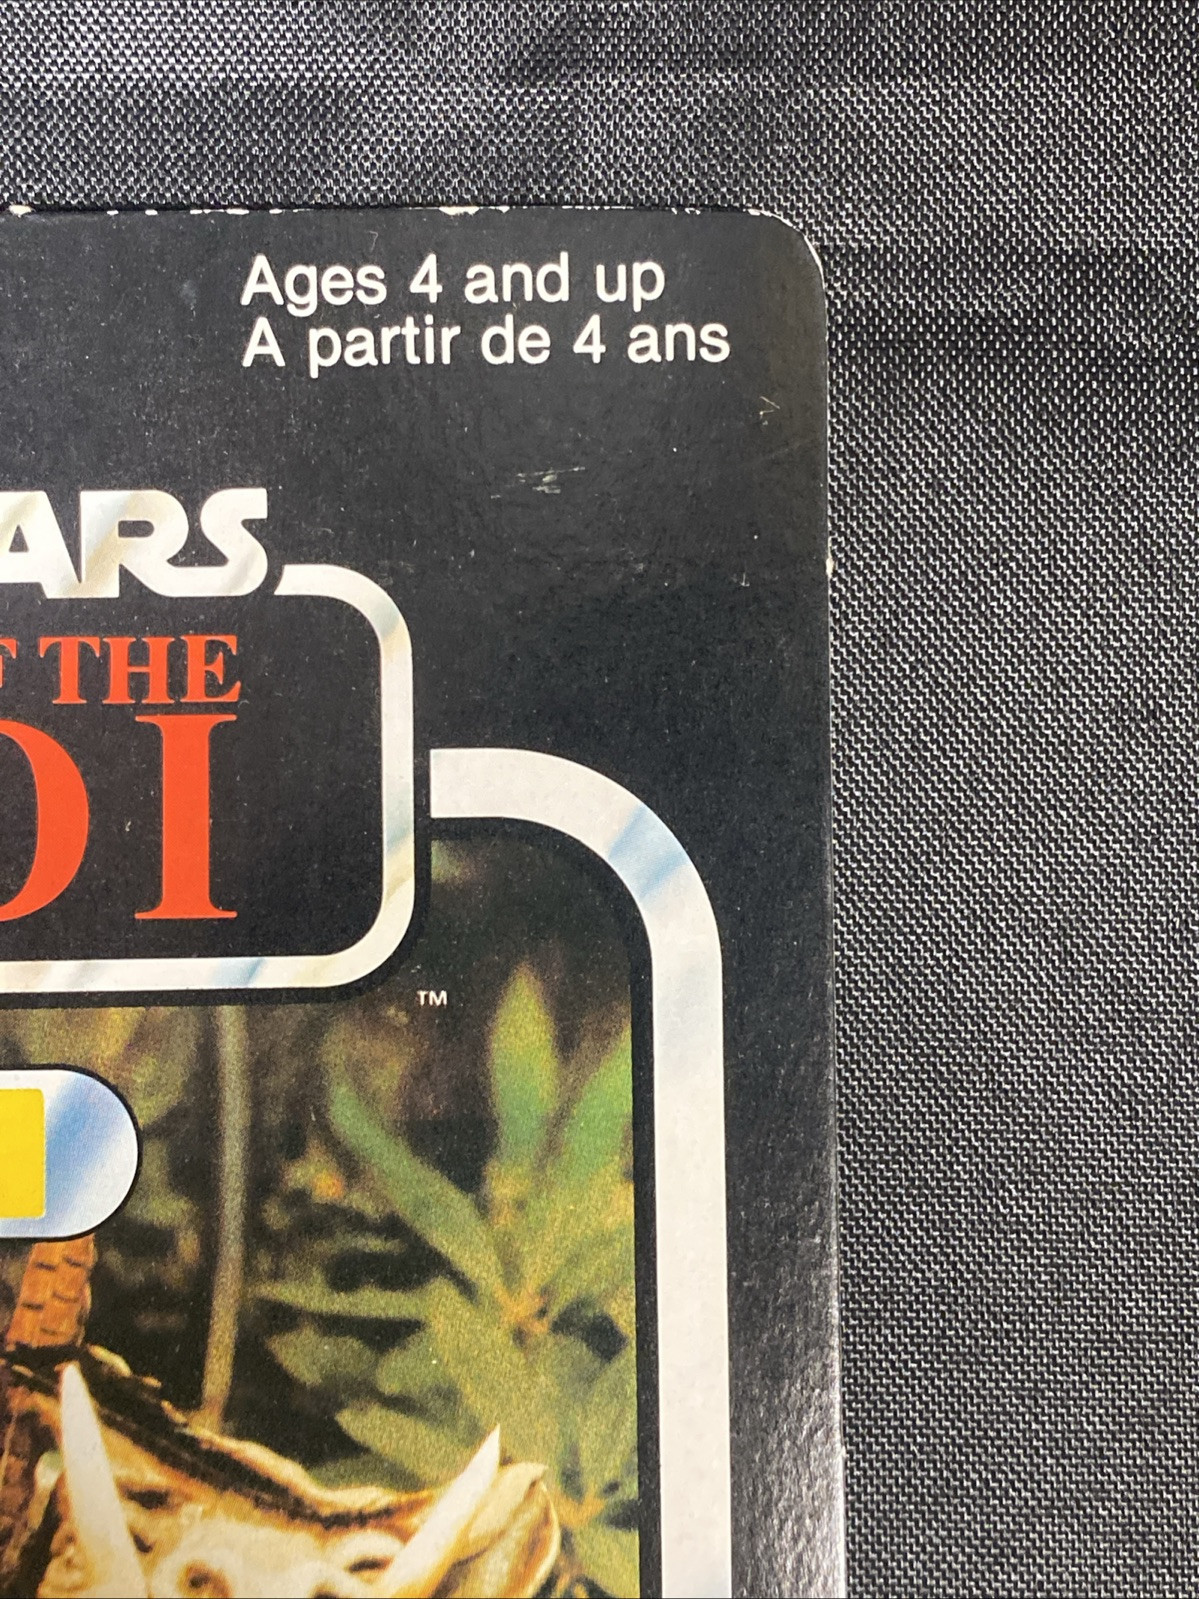 Ages 4 and up
A partir de 4 ans
ARS
F THE
DI
TM